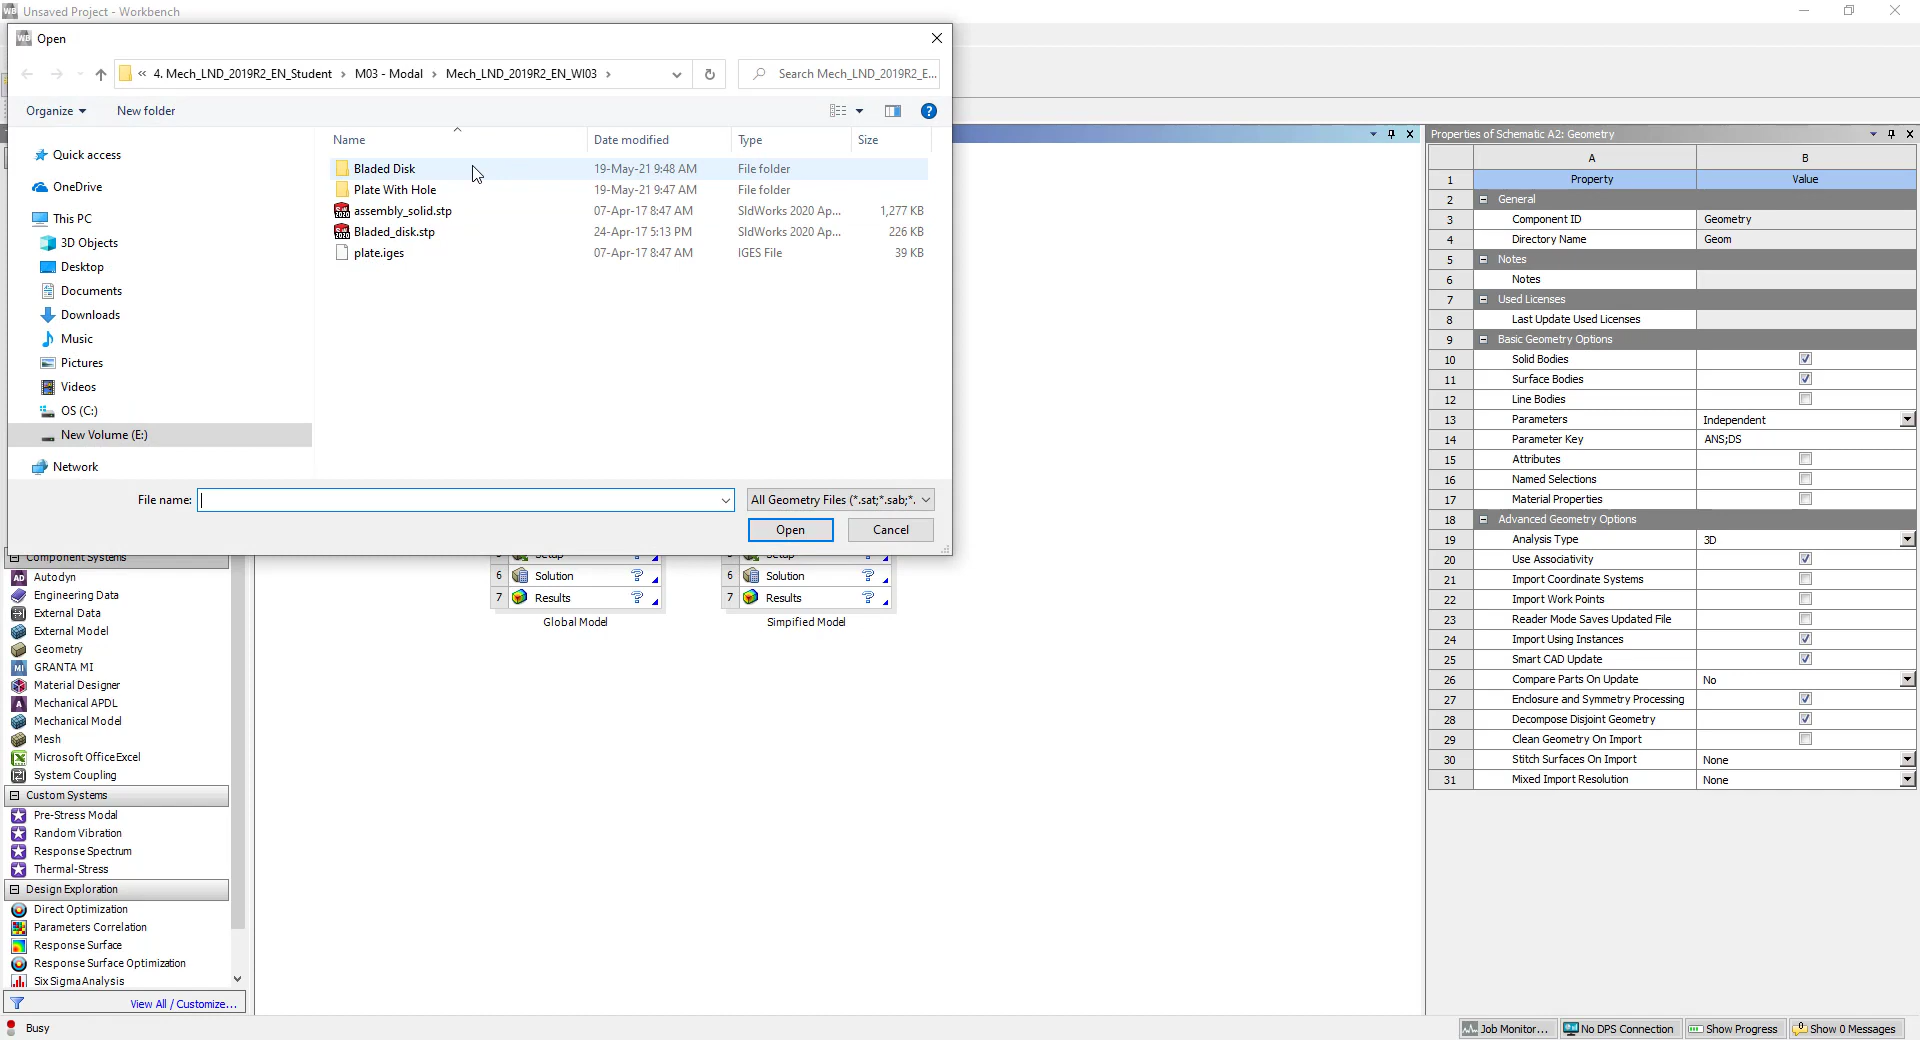 Unsaved Project - Workbench
Open
« 4. Mech_LND_2019R2_EN_Student › M03 - Modal › Mech_LND_2019R2_EN_WI03 ›
Search Mech_LND_2019R2_E...
Organize
New folder
Name Date modified Type Size
Bladed Disk 19-May-21 9:48 AM File folder
Plate With Hole 19-May-21 9:47 AM File folder
assembly_solid.stp 07-Apr-17 8:47 AM SldWorks 2020 Ap... 1,277 KB
Bladed_disk.stp 24-Apr-17 5:13 PM SldWorks 2020 Ap... 226 KB
plate.iges 07-Apr-17 8:47 AM IGES File 39 KB
Quick access
OneDrive
This PC
3D Objects
Desktop
Documents
Downloads
Music
Pictures
Videos
OS (C:)
New Volume (E:)
Network
File name:
All Geometry Files (*.sat;*.sab;*.
Open
Cancel
Component Systems
Autodyn
Engineering Data
External Data
External Model
Geometry
GRANTA MI
Material Designer
Mechanical APDL
Mechanical Model
Mesh
Microsoft Office Excel
System Coupling
Custom Systems
Pre-Stress Modal
Random Vibration
Response Spectrum
Thermal-Stress
Design Exploration
Direct Optimization
Parameters Correlation
Response Surface
Response Surface Optimization
Six Sigma Analysis
View All / Customize...
Setup
6 Solution
7 Results
Global Model
Setup
6 Solution
7 Results
Simpified Model
Properties of Schematic A2: Geometry
A B
1 Property Value
2 General
3 Component ID Geometry
4 Directory Name Geom
5 Notes
6 Notes
7 Used Licenses
8 Last Update Used Licenses
9 Basic Geometry Options
10 Solid Bodies
11 Surface Bodies
12 Line Bodies
13 Parameters Independent
14 Parameter Key ANS;DS
15 Attributes
16 Named Selections
17 Material Properties
18 Advanced Geometry Options
19 Analysis Type 3D
20 Use Associativity
21 Import Coordinate Systems
22 Import Work Points
23 Reader Mode Saves Updated File
24 Import Using Instances
25 Smart CAD Update
26 Compare Parts On Update No
27 Enclosure and Symmetry Processing
28 Decompose Disjoint Geometry
29 Clean Geometry On Import
30 Stitch Surfaces On Import None
31 Mixed Import Resolution None
Busy
Job Monitor...
No DPS Connection
Show Progress
Show 0 Messages